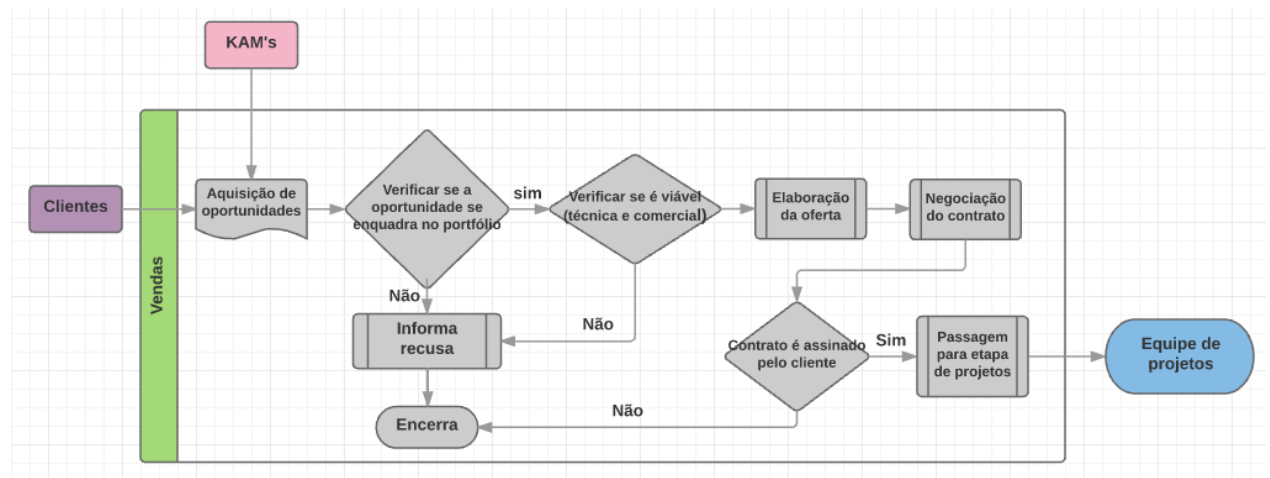 KAM's
Clientes
Vendas
Aquisição de
oportunidades
Verificar se a
oportunidade se
enquadra no portfólio
sim
Verificar se é viável
(técnica e comercial)
Elaboração
da oferta
Negociação
do contrato
Não
Informa
recusa
Não
Encerra
Contrato é assinado
pelo cliente
Sim
Não
Passagem
para etapa
de projetos
Equipe de
projetos